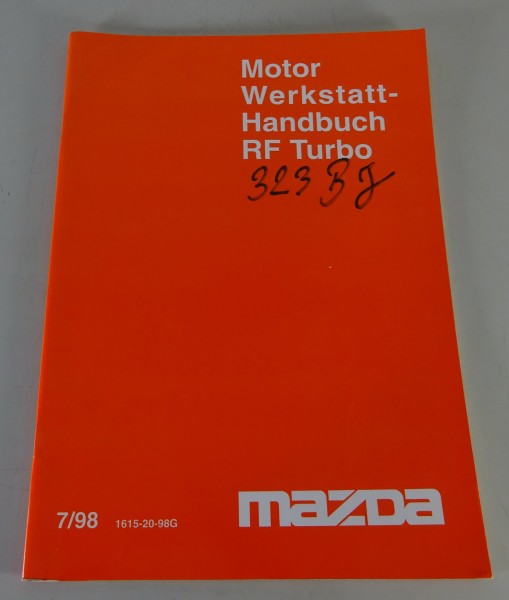 Motor
Werkstatt-
Handbuch
RF Turbo
323 BJ
7/98 1615-20-98G
mazda